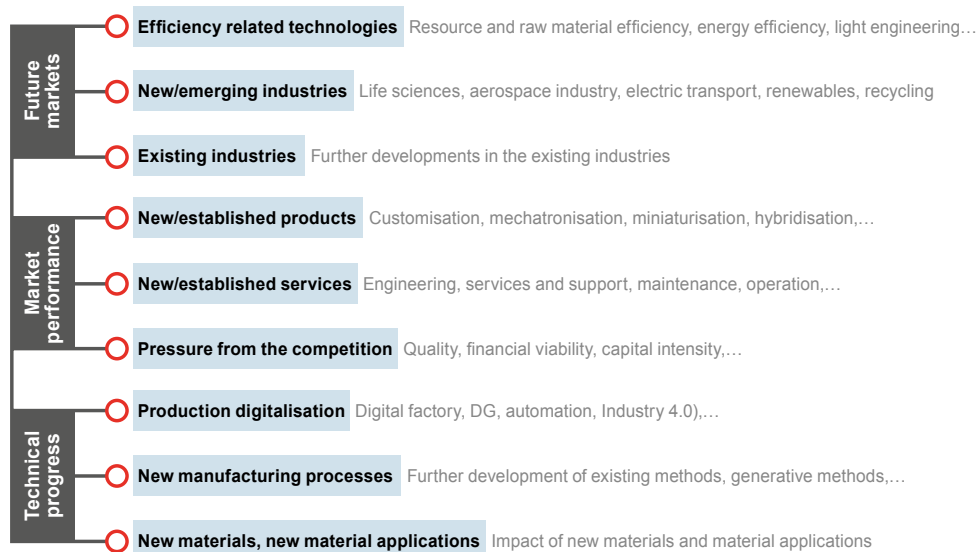 Future markets
Efficiency related technologies Resource and raw material efficiency, energy efficiency, light engineering…
New/emerging industries Life sciences, aerospace industry, electric transport, renewables, recycling
Existing industries Further developments in the existing industries
Market performance
New/established products Customisation, mechatronisation, miniaturisation, hybridisation,…
New/established services Engineering, services and support, maintenance, operation,…
Pressure from the competition Quality, financial viability, capital intensity,…
Technical progress
Production digitalisation Digital factory, DG, automation, Industry 4.0),…
New manufacturing processes Further development of existing methods, generative methods,…
New materials, new material applications Impact of new materials and material applications